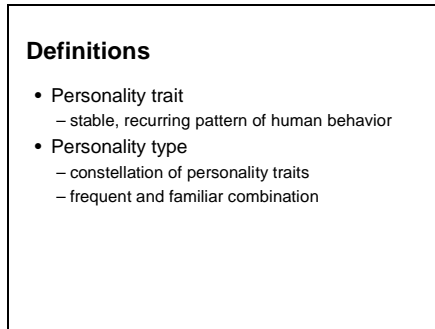 Definitions
• Personality trait
– stable, recurring pattern of human behavior
• Personality type
– constellation of personality traits
– frequent and familiar combination